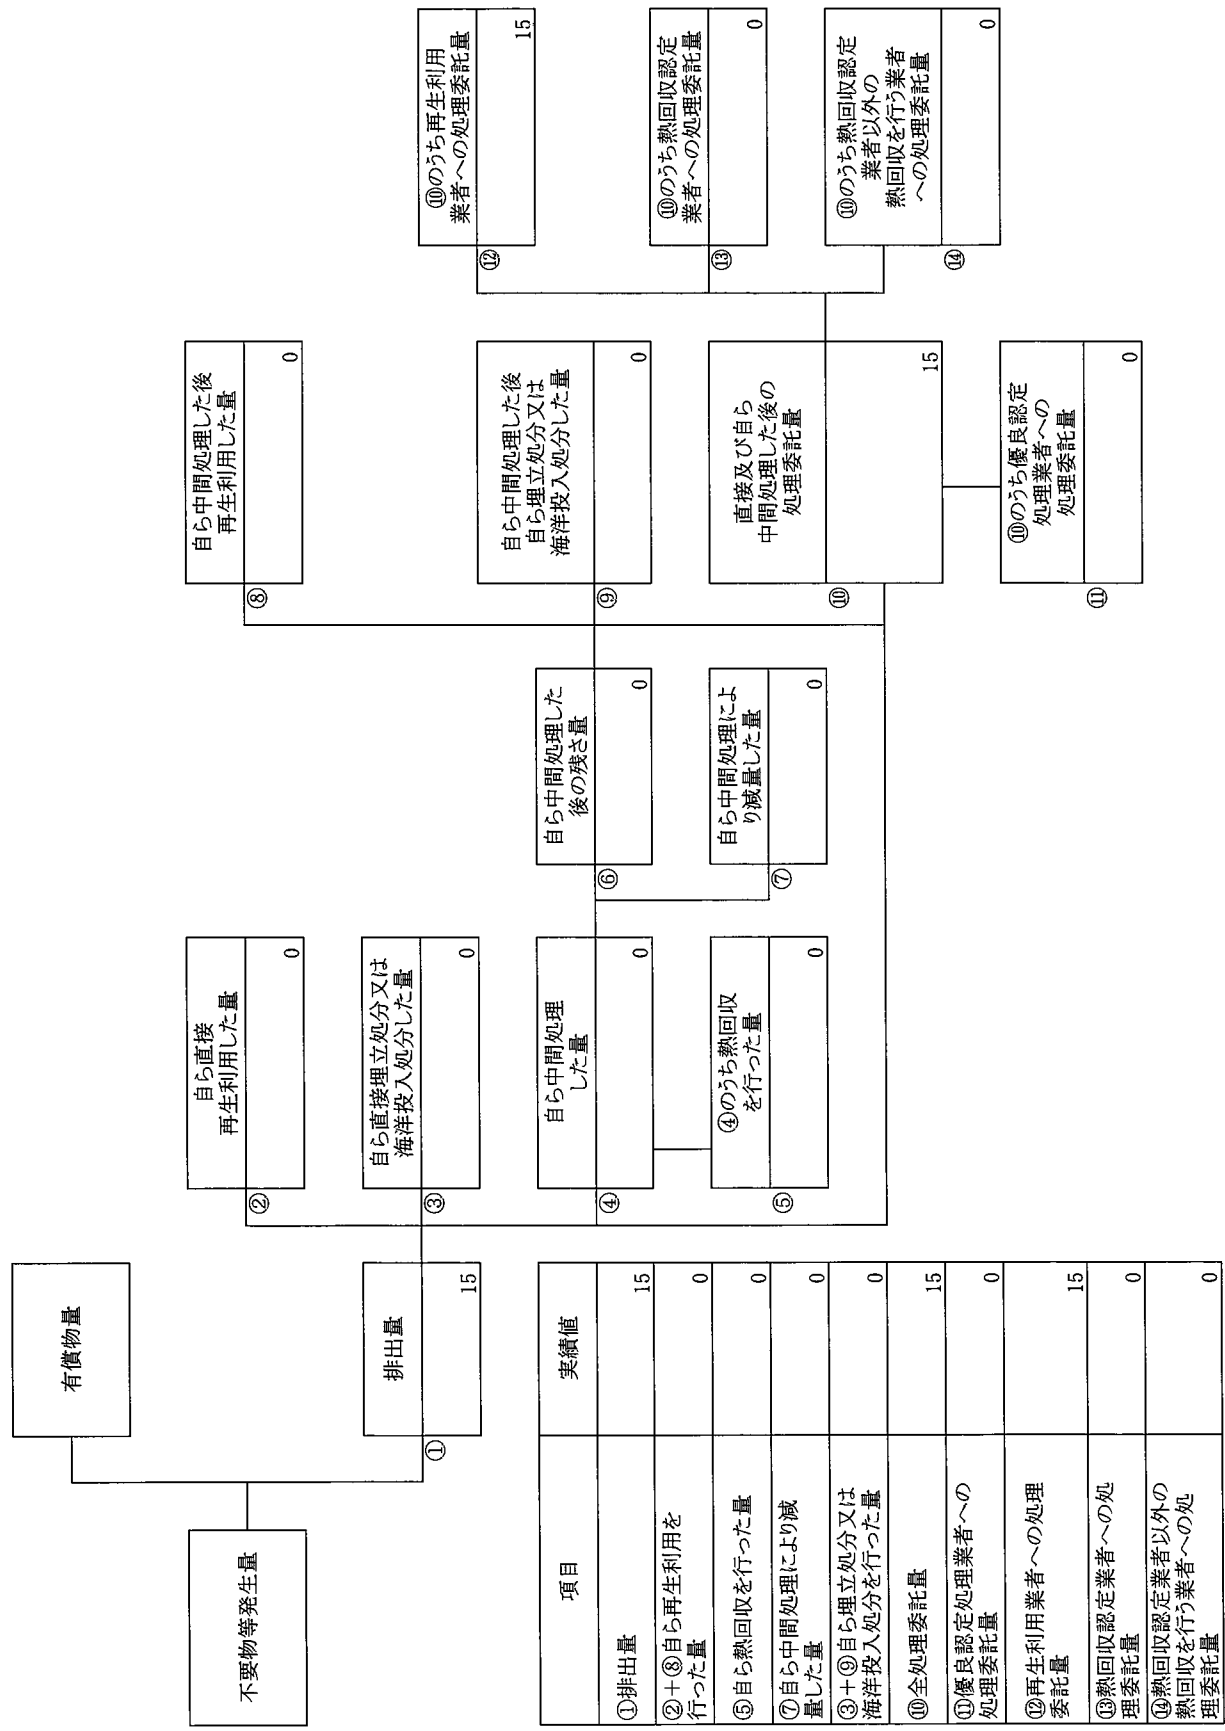 不要物等発生量
有償物量
排出量
①
15
自ら直接
再生利用した量
②
0
自ら直接埋立処分又は
海洋投入処分した量
③
0
自ら中間処理
した量
④
0
④のうち熱回収
を行った量
⑤
0
自ら中間処理した
後の残さ量
⑥
0
自ら中間処理によ
り減量した量
⑦
0
自ら中間処理した後
再生利用した量
⑧
0
自ら中間処理した後
自ら埋立処分又は
海洋投入処分した量
⑨
0
直接及び自ら
中間処理した後の
処理委託量
⑩
15
⑩のうち優良認定
処理業者への
処理委託量
⑪
0
⑩のうち再生利用
業者への処理委託量
⑫
15
⑩のうち熱回収認定
業者への処理委託量
⑬
0
⑩のうち熱回収認定
業者以外の
熱回収を行う業者
への処理委託量
⑭
0
項目 実績値
①排出量 15
②+⑧自ら再生利用を
行った量 0
⑤自ら熱回収を行った量 0
⑦自ら中間処理により減
量した量 0
③+⑨自ら埋立処分又は
海洋投入処分を行った量 0
⑩全処理委託量 15
⑪優良認定処理業者への
処理委託量 0
⑫再生利用業者への処理
委託量 15
⑬熱回収認定業者への処
理委託量 0
⑭熱回収認定業者以外の
熱回収を行う業者への処
理委託量 0